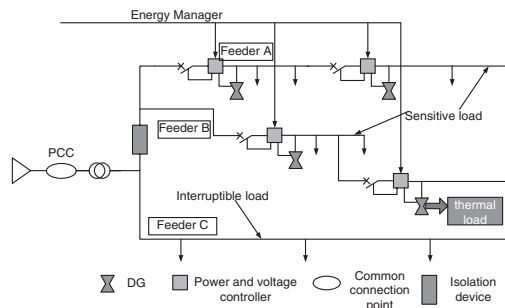 Energy Manager
Feeder A
Sensitive load
Feeder B
PCC
Interruptible load
thermal
load
Feeder C
DG
Power and voltage
controller
Common
connection
point
Isolation
device